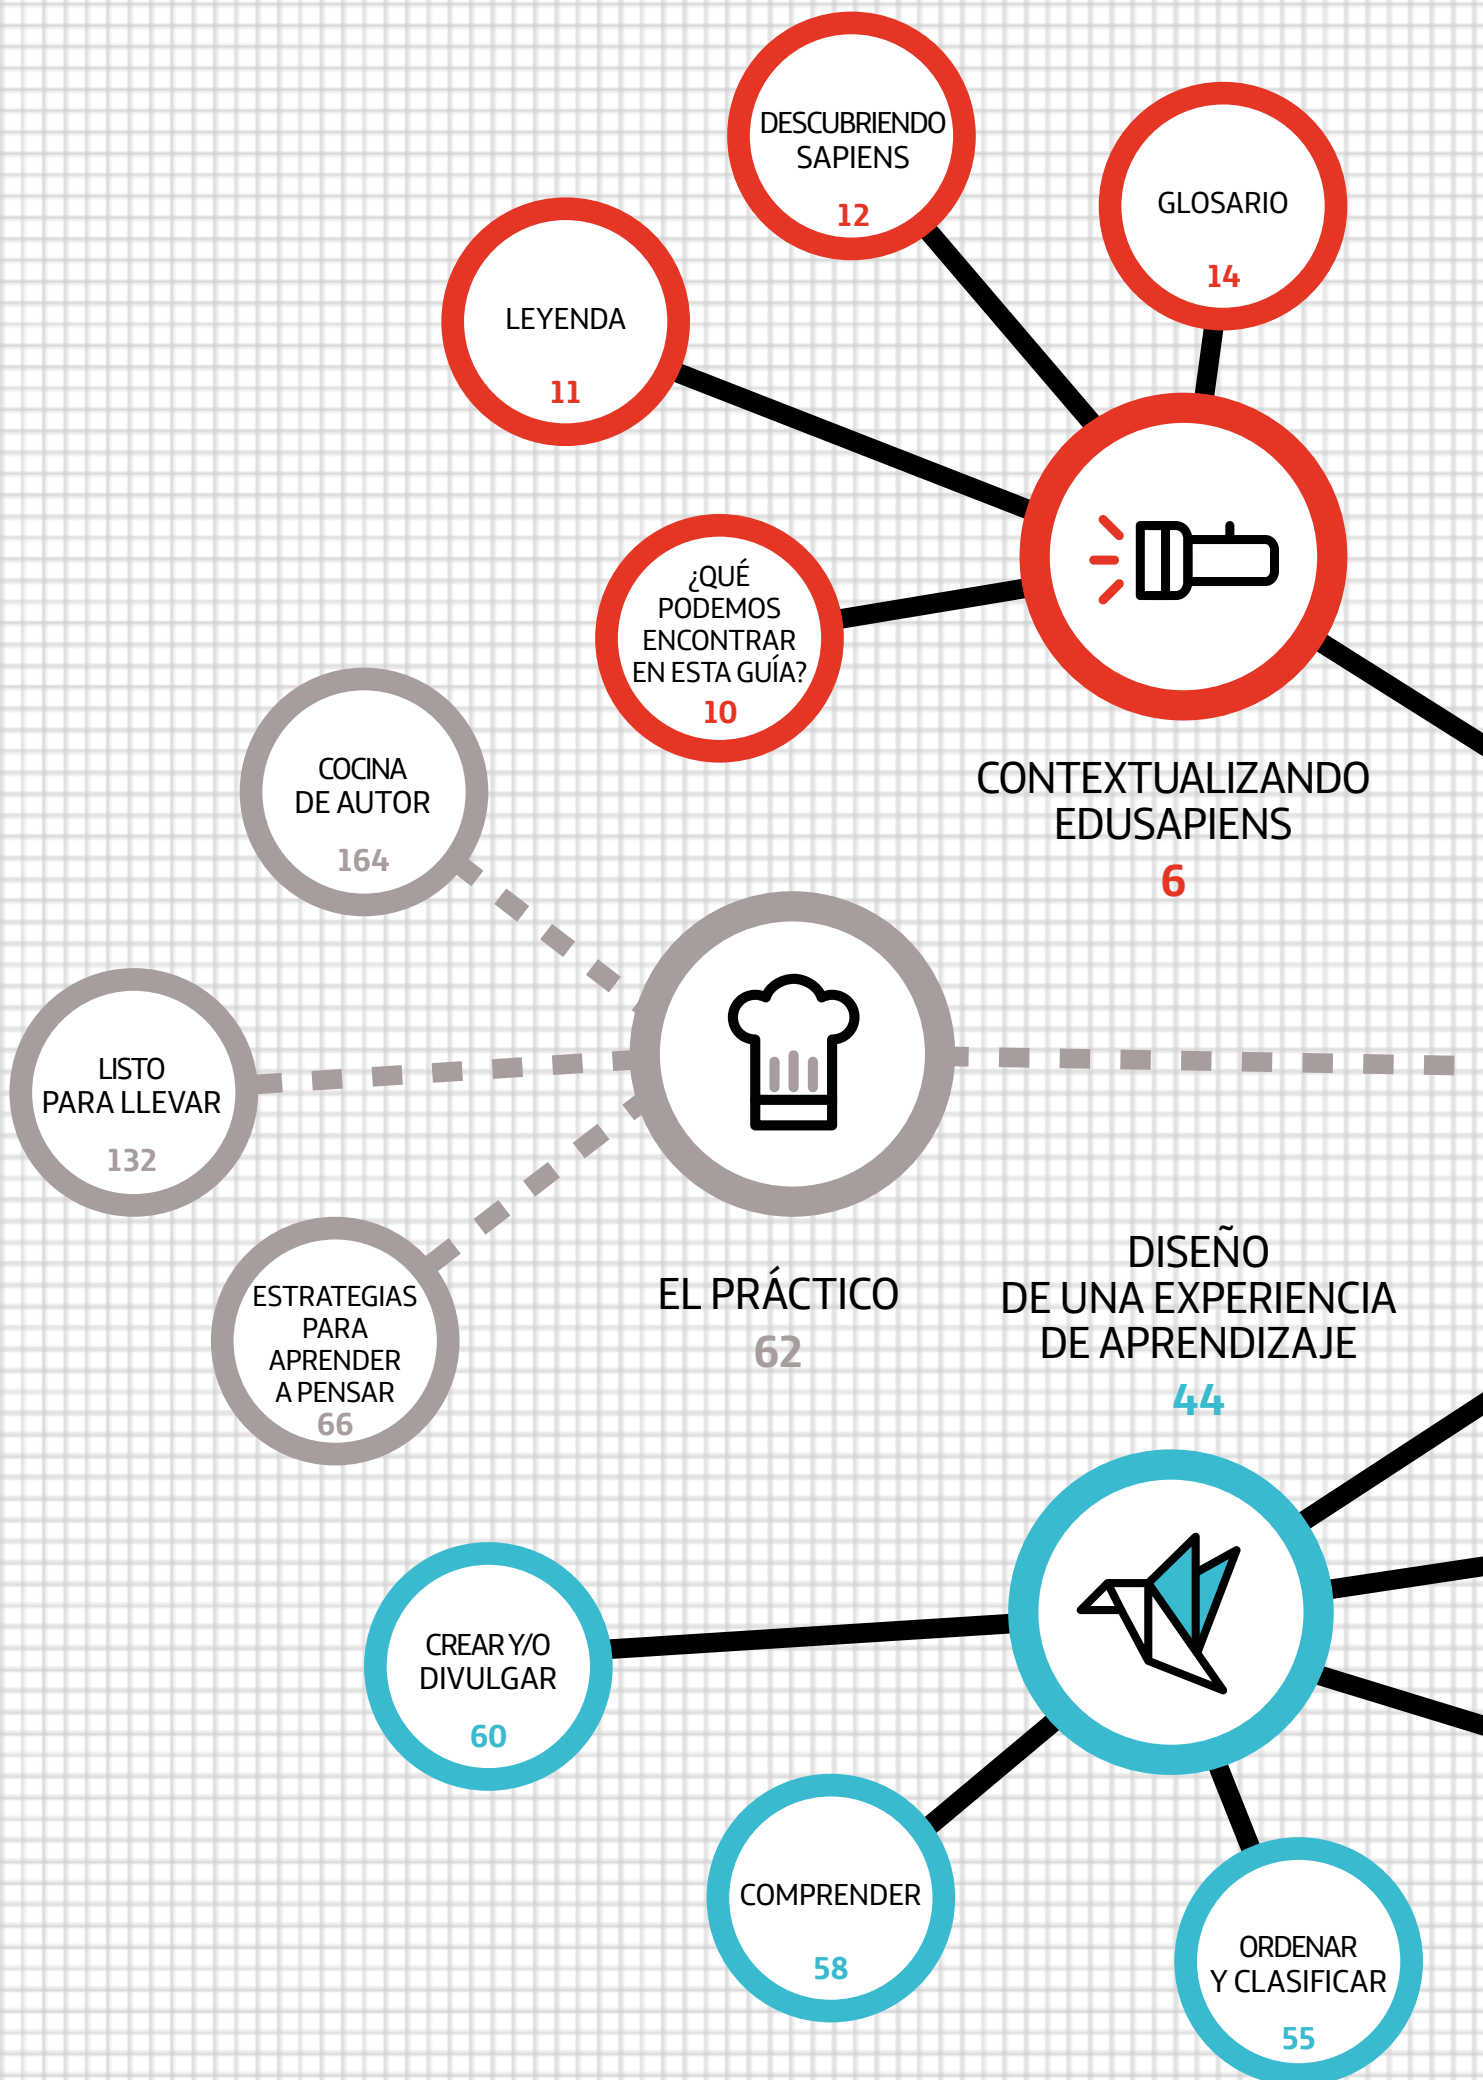 DESCUBRIENDO
SAPIENS
12
GLOSARIO
14
LEYENDA
11
¿QUÉ
PODEMOS
ENCONTRAR
EN ESTA GUÍA?
10
CONTEXTUALIZANDO
EDUSAPIENS
6
COCINA
DE AUTOR
164
LISTO
PARA LLEVAR
132
ESTRATEGIAS
PARA
APRENDER
A PENSAR
66
EL PRÁCTICO
62
DISEÑO
DE UNA EXPERIENCIA
DE APRENDIZAJE
44
CREAR Y/O
DIVULGAR
60
COMPRENDER
58
ORDENAR
Y CLASIFICAR
55